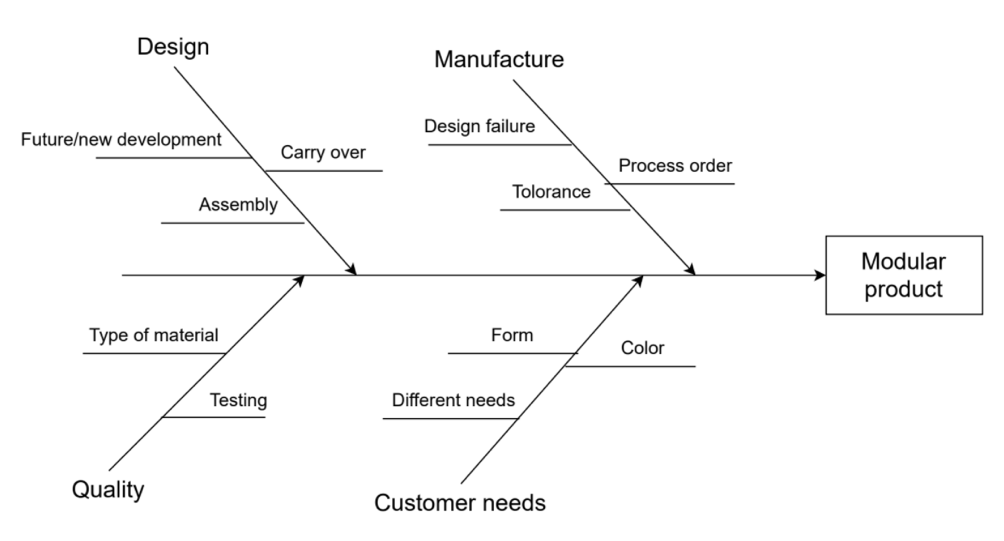 Design
Manufacture
Future/new development
Carry over
Assembly
Design failure
Process order
Tolorance
Modular
product
Type of material
Testing
Form
Color
Different needs
Quality
Customer needs